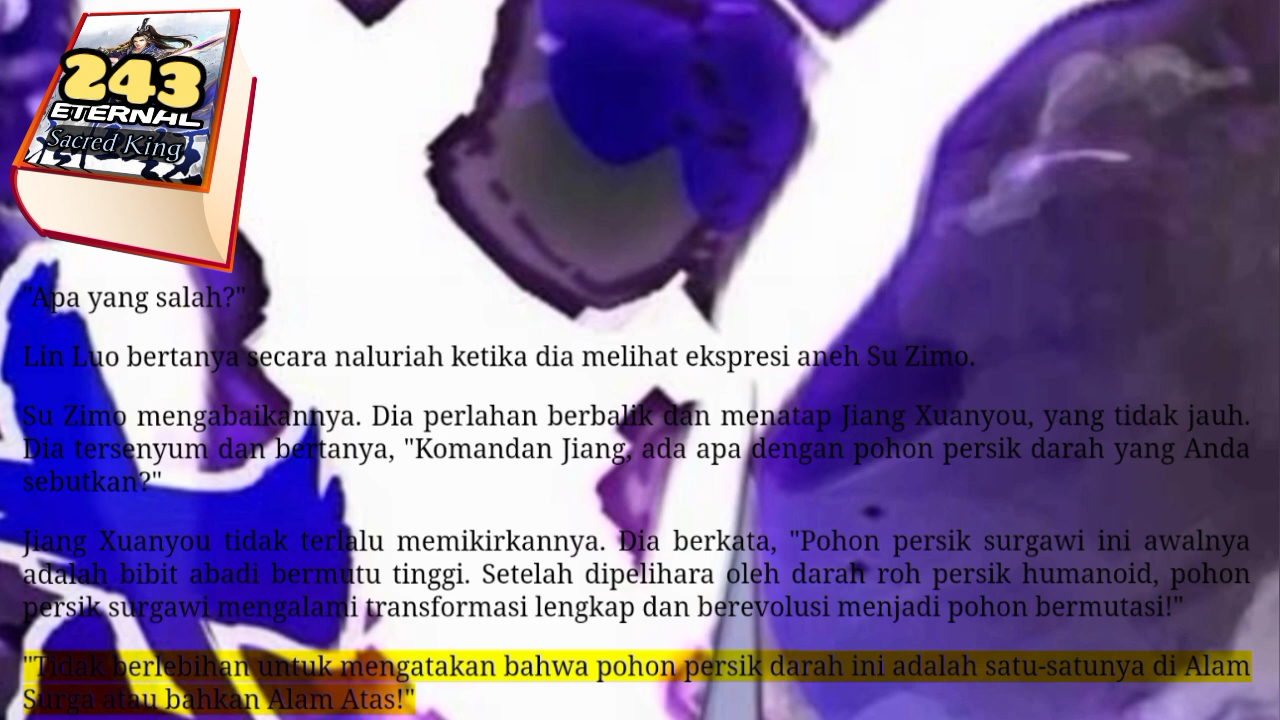 243
ETERNAL
Sacred King
"Apa yang salah?"
Lin Luo bertanya secara naluriah ketika dia melihat ekspresi aneh Su Zimo.
Su Zimo mengabaikannya. Dia perlahan berbalik dan menatap Jiang Xuanyou, yang tidak jauh.
Dia tersenyum dan bertanya, "Komandan Jiang, ada apa dengan pohon persik darah yang Anda
sebutkan?"
Jiang Xuanyou tidak terlalu memikirkannya. Dia berkata, "Pohon persik surgawi ini awalnya
adalah bibit abadi bermutu tinggi. Setelah dipelihara oleh darah roh persik humanoid, pohon
persik surgawi mengalami transformasi lengkap dan berevolusi menjadi pohon bermutasi!"
"Tidak berlebihan untuk mengatakan bahwa pohon persik darah ini adalah satu-satunya di Alam
Surga atau bahkan Alam Atas!"